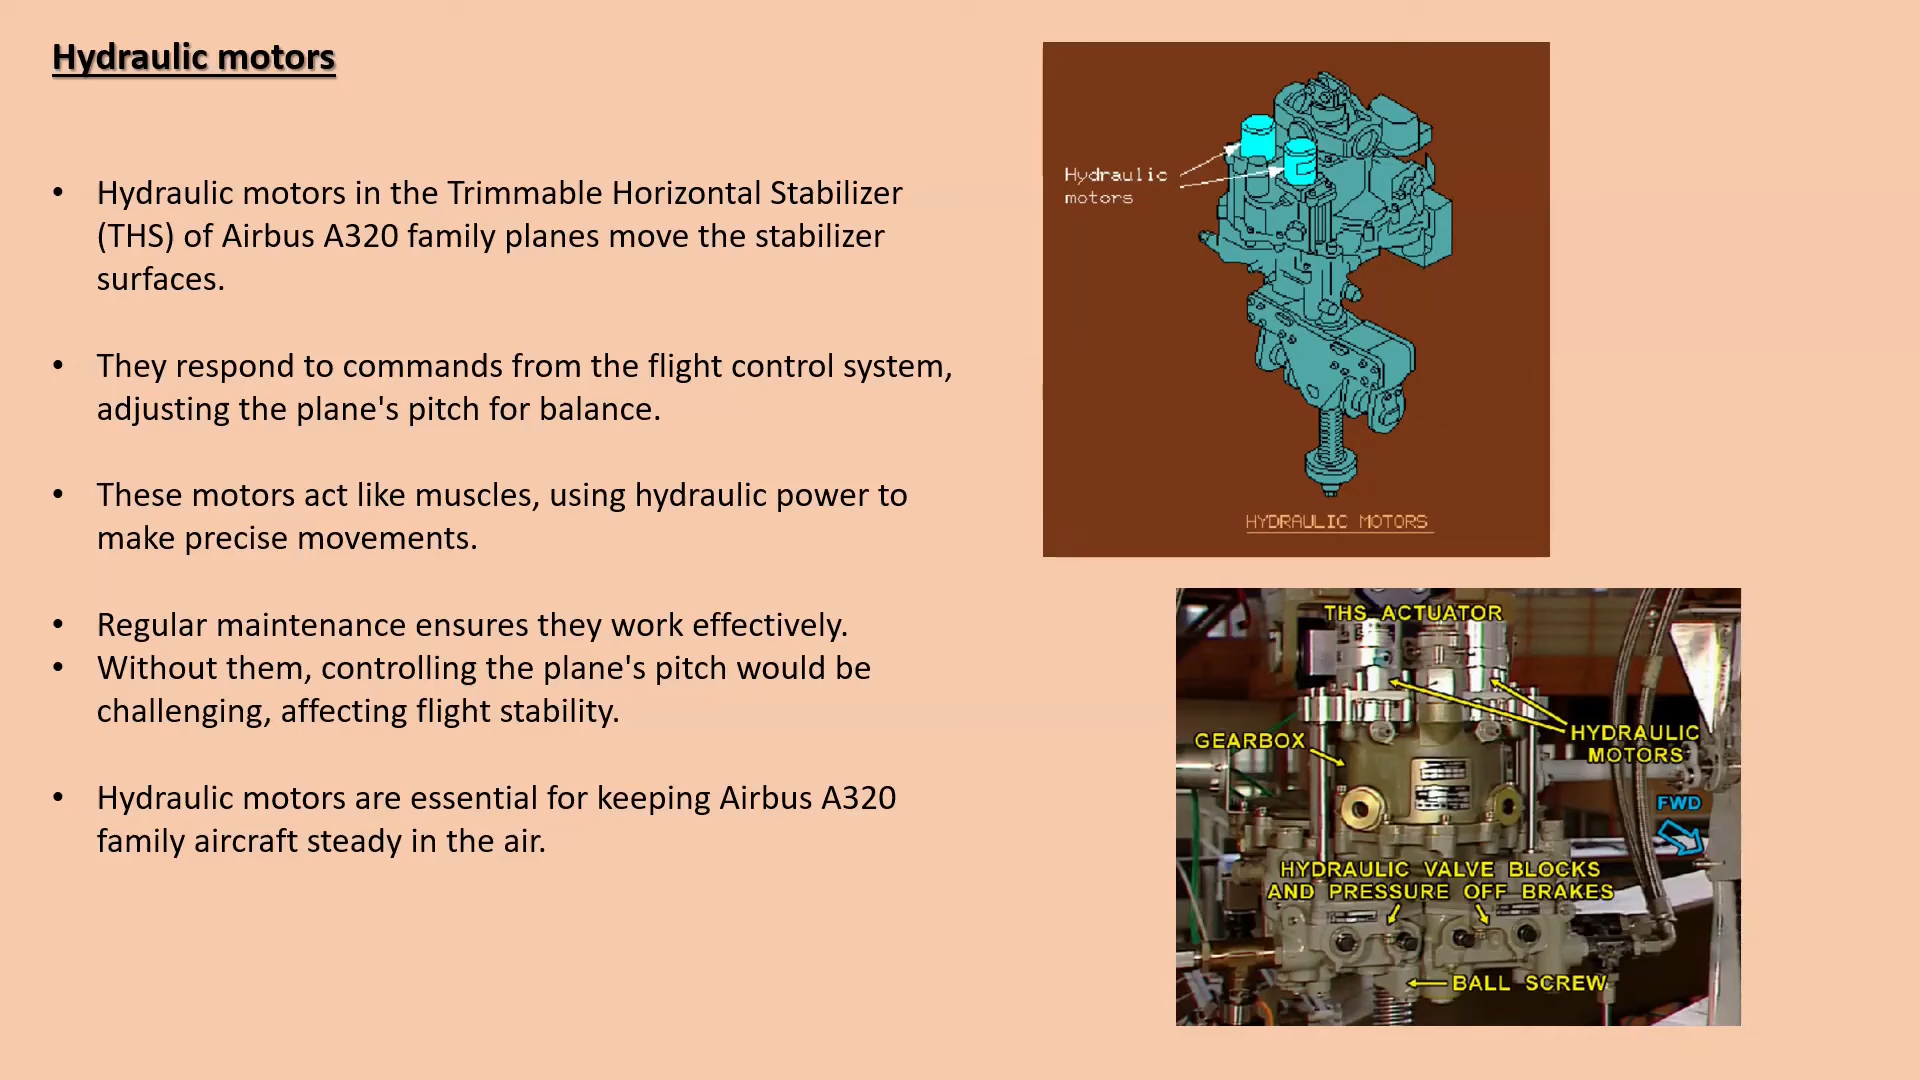 Hydraulic motors
• Hydraulic motors in the Trimmable Horizontal Stabilizer
(THS) of Airbus A320 family planes move the stabilizer
surfaces.
• They respond to commands from the flight control system,
adjusting the plane's pitch for balance.
• These motors act like muscles, using hydraulic power to
make precise movements.
• Regular maintenance ensures they work effectively.
• Without them, controlling the plane's pitch would be
challenging, affecting flight stability.
• Hydraulic motors are essential for keeping Airbus A320
family aircraft steady in the air.
Hydraulic
motors
HYDRAULIC MOTORS
THS ACTUATOR
GEARBOX
HYDRAULIC
MOTORS
FWD
HYDRAULIC VALVE BLOCKS
AND PRESSURE OFF BRAKES
BALL SCREW